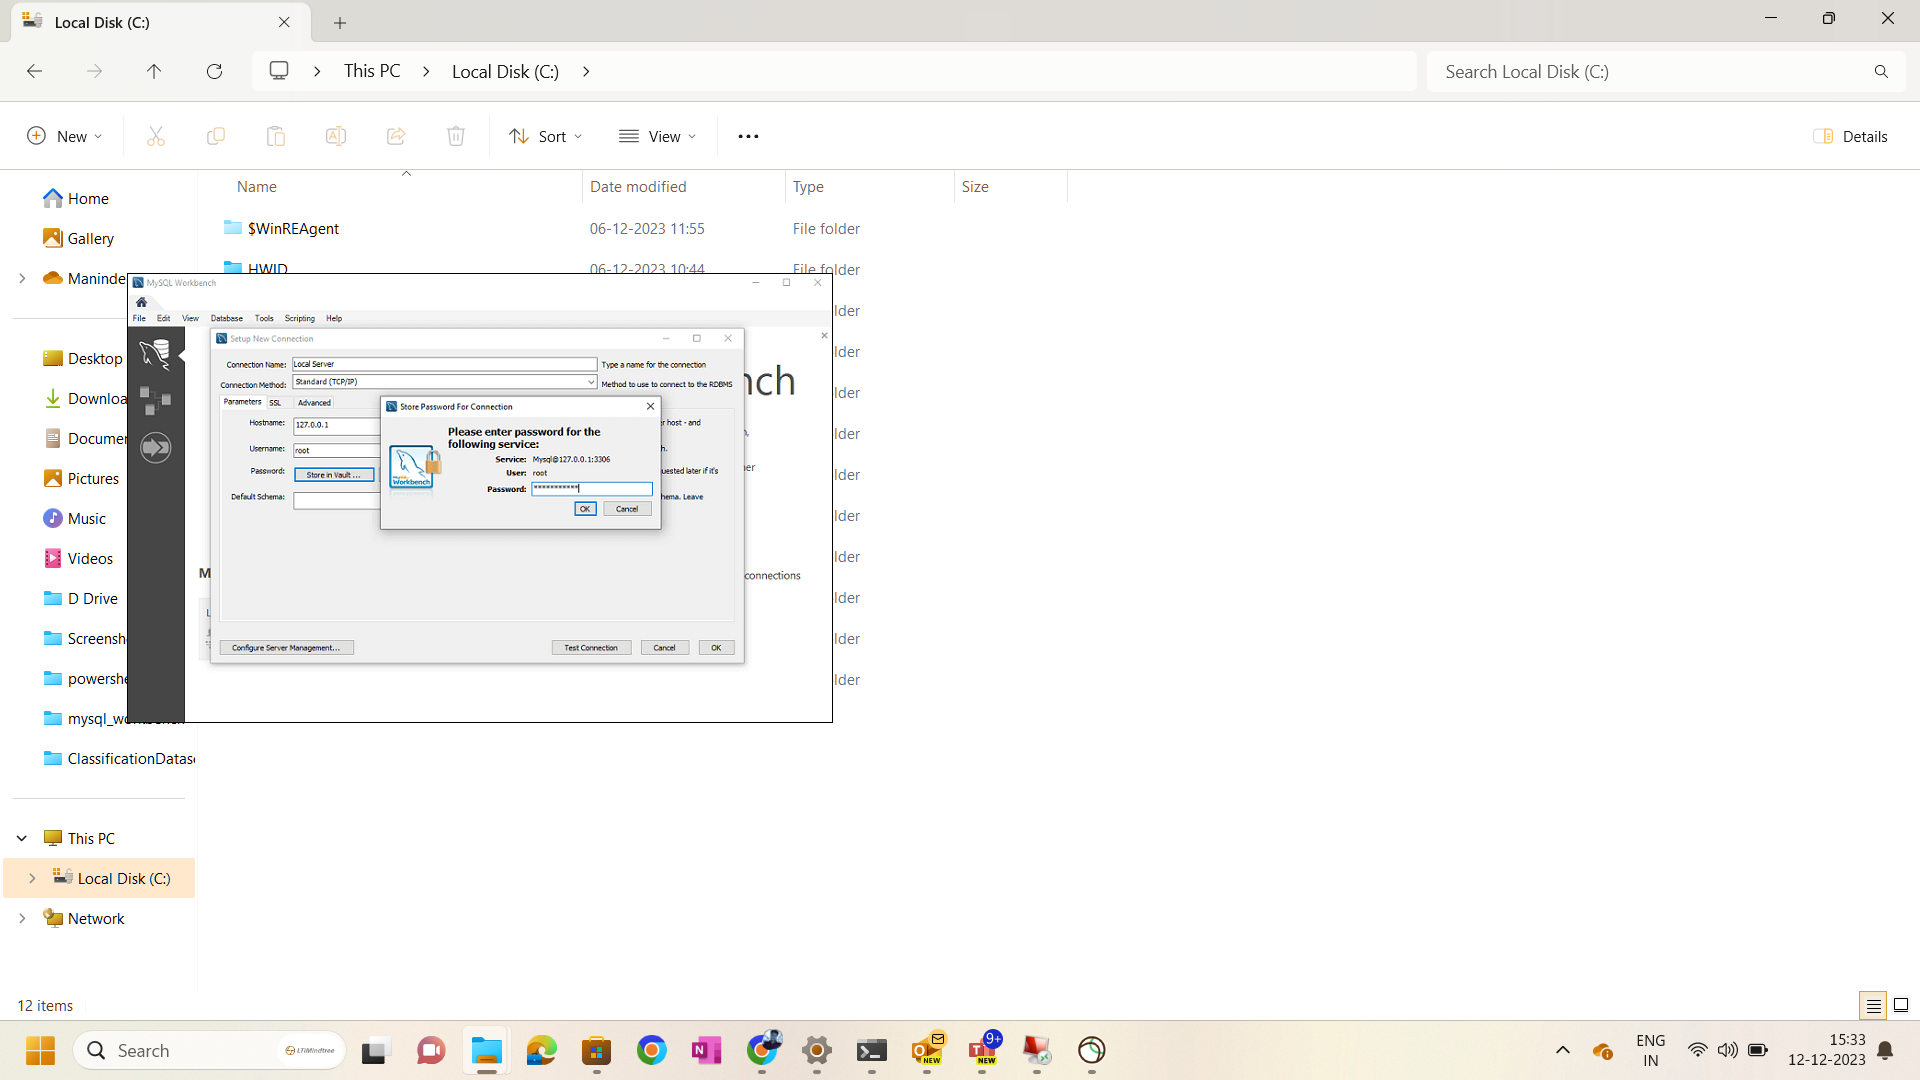 Local Disk (C:)
This PC
Local Disk (C:)
Search Local Disk (C:)
New
Sort
View
Details
Name
Date modified
Type
Size
Home
Gallery
Maninde
Desktop
Downloa
Documen
Pictures
Music
Videos
D Drive
Screensh
powershe
mysql_workbench
ClassificationDatase
This PC
Local Disk (C:)
Network
$WinREAgent 06-12-2023 11:55 File folder
HWID 06-12-2023 10:44 File folder
lder
lder
lder
lder
lder
lder
lder
lder
lder
lder
MySQL Workbench
File Edit View Database Tools Scripting Help
nch
connections
M
Setup New Connection
Connection Name: Local Server Type a name for the connection
Connection Method: Standard (TCP/IP) Method to use to connect to the RDBMS
Parameters SSL Advanced
Hostname: 127.0.0.1 r host - and
Username: root
Password: Store in Vault ... uested later if it's
Default Schema: hema. Leave
Store Password For Connection
Please enter password for the
following service:
Service: Mysql@127.0.0.1:3306
User: root
Password: ***********
OK Cancel
Workbench
Configure Server Management... Test Connection Cancel OK
12 items
Search
LTIMindtree
NEW
9+
NEW
ENG
IN
15:33
12-12-2023